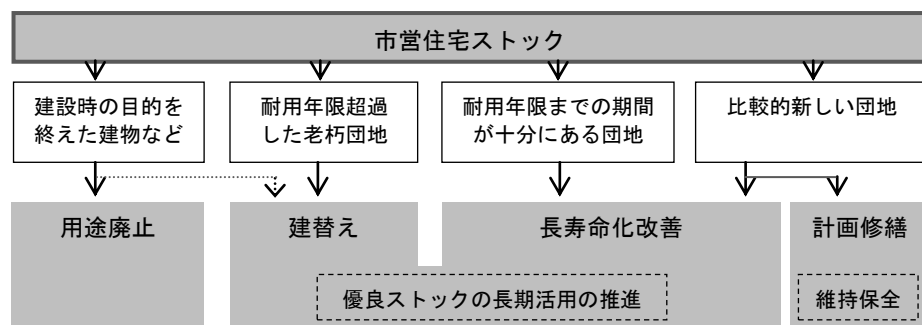 市営住宅ストック
建設時の目的を
終えた建物など
耐用年限超過
した老朽団地
耐用年限までの期間
が十分にある団地
比較的新しい団地
用途廃止
建替え
長寿命化改善
計画修繕
優良ストックの長期活用の推進
維持保全